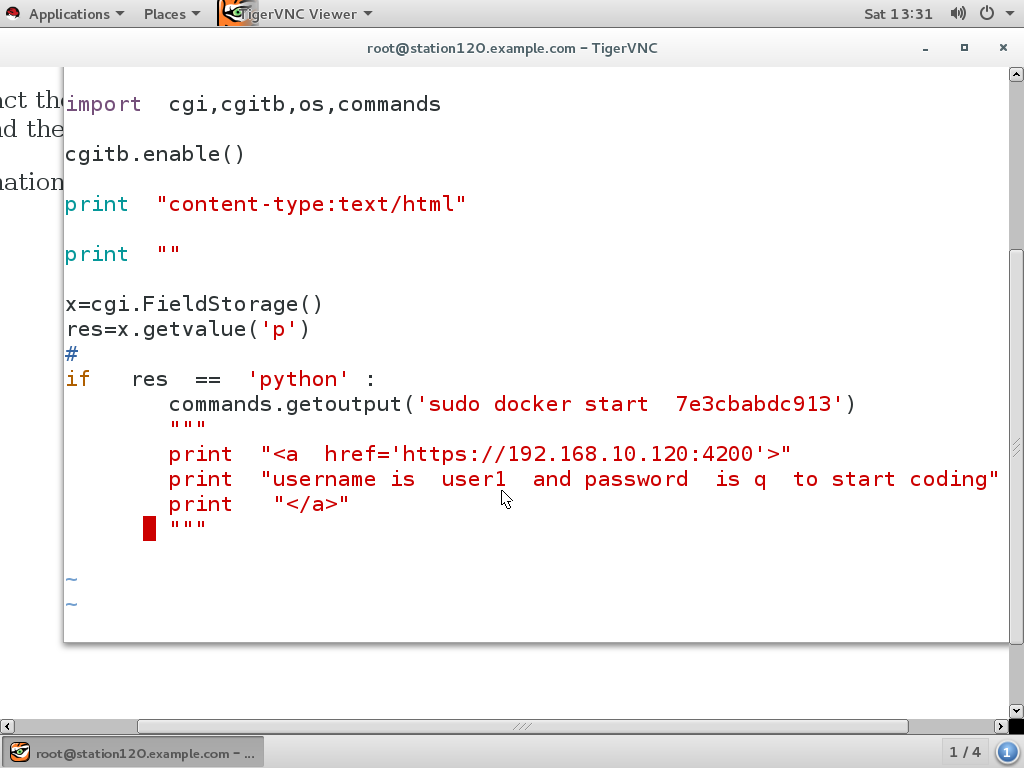 Applications Places TigerVNC Viewer Sat 13:31
root@station120.example.com − TigerVNC
act the
nd the
nation
import  cgi,cgitb,os,commands
cgitb.enable()
print  "content-type:text/html"
print  ""
x=cgi.FieldStorage()
res=x.getvalue('p')
#
if   res  ==  'python' :
        commands.getoutput('sudo docker start  7e3cbabdc913')
        """
        print  "<a  href='https://192.168.10.120:4200'>"
        print  "username is  user1  and password  is q  to start coding"
        print   "</a>"
        """
~
~
root@station120.example.com − ...
1 / 4
1